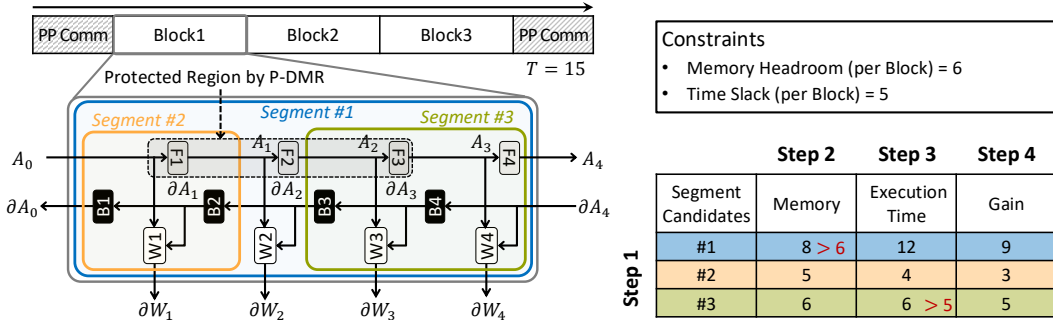 PP Comm Block1 Block2 Block3 PP Comm
T = 15
Protected Region by P-DMR
Segment #1
Segment #2
Segment #3
A₀ F1 A₁ F2 A₂ F3 A₃ F4 A₄
∂A₁ ∂A₂ ∂A₃
∂A₀ B1 B2 B3 B4 ∂A₄
W1 W2 W3 W4
∂W₁ ∂W₂ ∂W₃ ∂W₄
Constraints
• Memory Headroom (per Block) = 6
• Time Slack (per Block) = 5
Step 2 Step 3 Step 4
Segment Candidates Memory Execution Time Gain
Step 1
#1 8 > 6 12 9
#2 5 4 3
#3 6 6 > 5 5